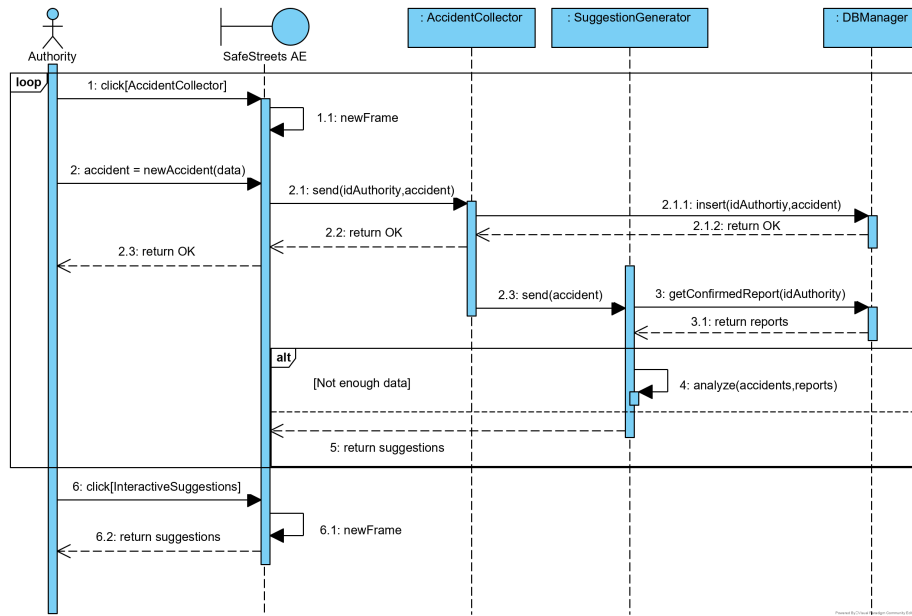 : AccidentCollector
: SuggestionGenerator
: DBManager
Authority
SafeStreets AE
loop
1: click[AccidentCollector]
1.1: newFrame
2: accident = newAccident(data)
2.1: send(idAuthority,accident)
2.1.1: insert(idAuthortiy,accident)
2.1.2: return OK
2.2: return OK
2.3: return OK
2.3: send(accident)
3: getConfirmedReport(idAuthority)
3.1: return reports
alt
[Not enough data]
4: analyze(accidents,reports)
5: return suggestions
6: click[InteractiveSuggestions]
6.1: newFrame
6.2: return suggestions